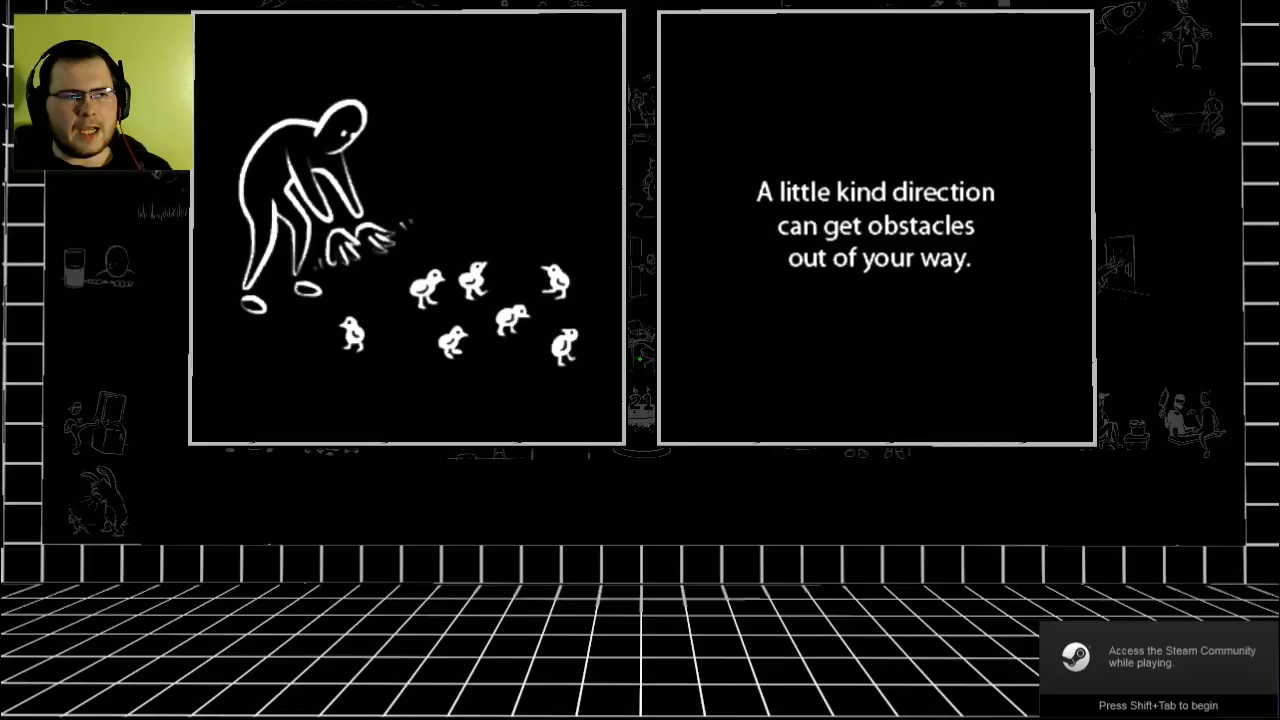 A little kind direction
can get obstacles
out of your way.
21
Access the Steam Community
while playing.
Press Shift+Tab to begin